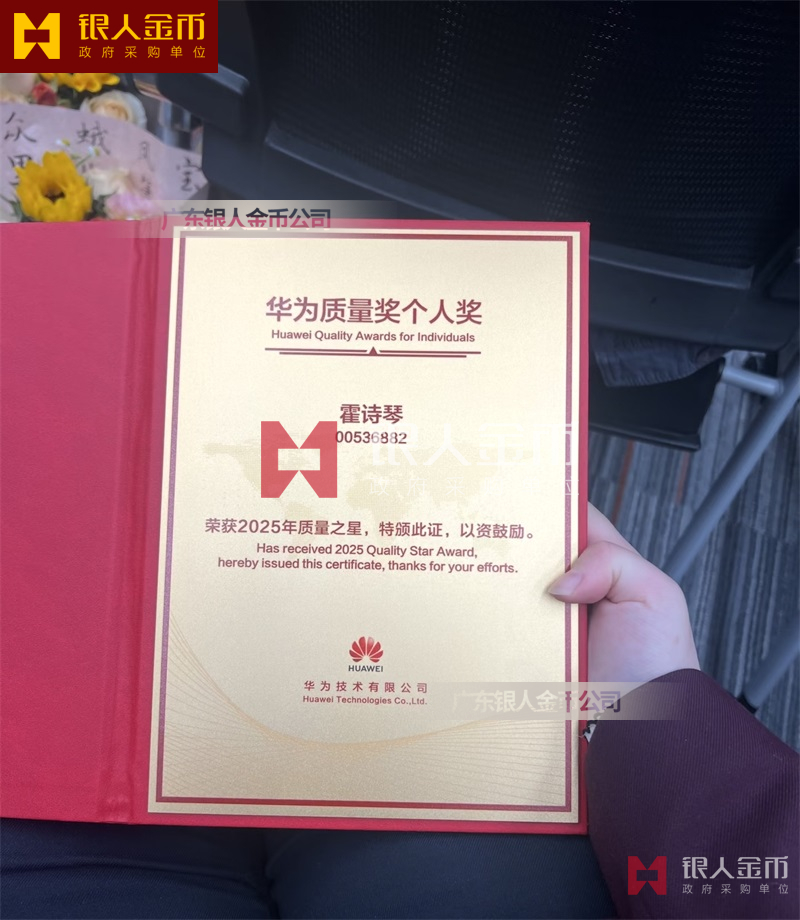 银人金币
政府采购单位
众 蛾
宝
广东银人金币公司
华为质量奖个人奖
Huawei Quality Awards for Individuals
霍诗琴
00536882
银人金币
荣获2025年质量之星，特颁此证，以资鼓励。
Has received 2025 Quality Star Award,
hereby issued this certificate, thanks for your efforts.
HUAWEI
华为技术有限公司
Huawei Technologies Co.,Ltd.
广东银人金币公司
银人金币
政府采购单位